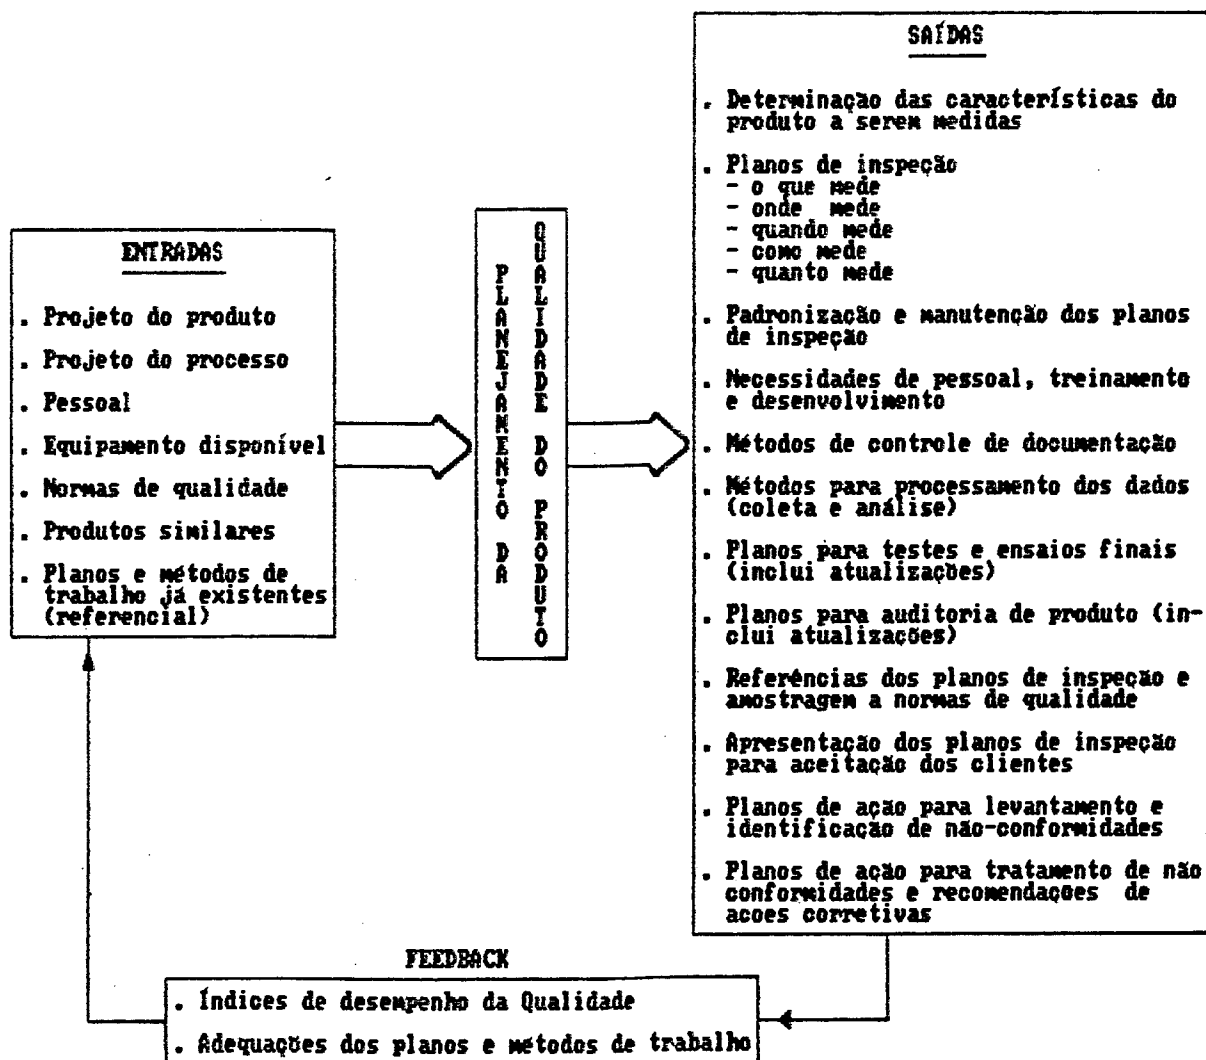 ENTRADAS
. Projeto do produto
. Projeto do processo
. Pessoal
. Equipamento disponível
. Normas de qualidade
. Produtos similares
. Planos e métodos de
trabalho já existentes
(referencial)
PLANEJAMENTO DA
QUALIDADE DO PRODUTO
SAÍDAS
. Determinação das características do
produto a serem medidas
. Planos de inspeção
- o que mede
- onde mede
- quando mede
- como mede
- quanto mede
. Padronização e manutenção dos planos
de inspeção
. Necessidades de pessoal, treinamento
e desenvolvimento
. Métodos de controle de documentação
. Métodos para processamento dos dados
(coleta e análise)
. Planos para testes e ensaios finais
(inclui atualizações)
. Planos para auditoria de produto (in-
clui atualizações)
. Referências dos planos de inspeção e
amostragem a normas de qualidade
. Apresentação dos planos de inspeção
para aceitação dos clientes
. Planos de ação para levantamento e
identificação de não-conformidades
. Planos de ação para tratamento de não
conformidades e recomendações de
acoes corretivas
FEEDBACK
. Índices de desempenho da Qualidade
. Adequações dos planos e métodos de trabalho